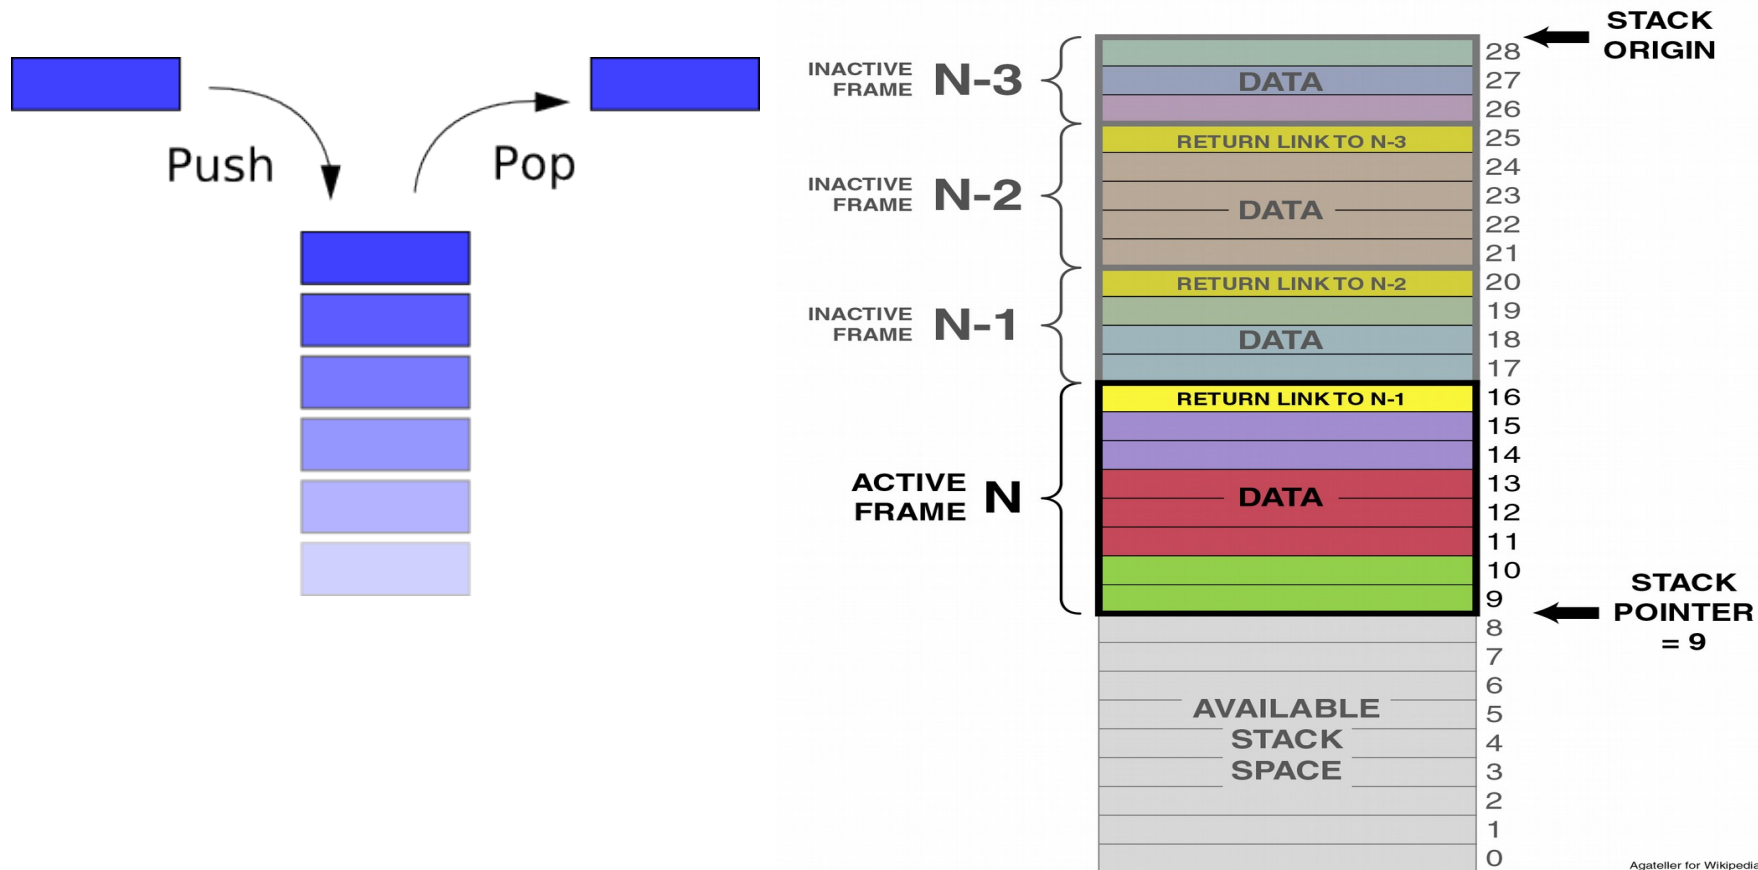 Push
Pop
STACK
ORIGIN
INACTIVE
FRAME
N-3
DATA
28
27
26
INACTIVE
FRAME
N-2
RETURN LINK TO N-3
DATA
25
24
23
22
21
INACTIVE
FRAME
N-1
RETURN LINK TO N-2
DATA
20
19
18
17
ACTIVE
FRAME
N
RETURN LINK TO N-1
DATA
16
15
14
13
12
11
10
9
STACK
POINTER
= 9
AVAILABLE
STACK
SPACE
8
7
6
5
4
3
2
1
0
Agateller for Wikipedia